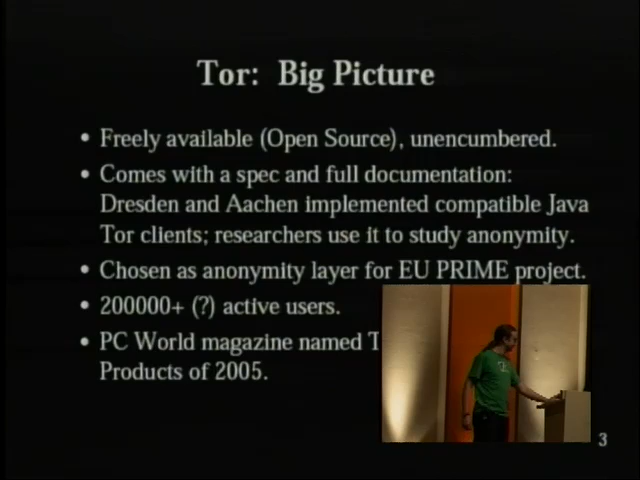 Tor: Big Picture
• Freely available (Open Source), unencumbered.
• Comes with a spec and full documentation:
Dresden and Aachen implemented compatible Java
Tor clients; researchers use it to study anonymity.
• Chosen as anonymity layer for EU PRIME project.
• 200000+ (?) active users.
• PC World magazine named T
Products of 2005.
3